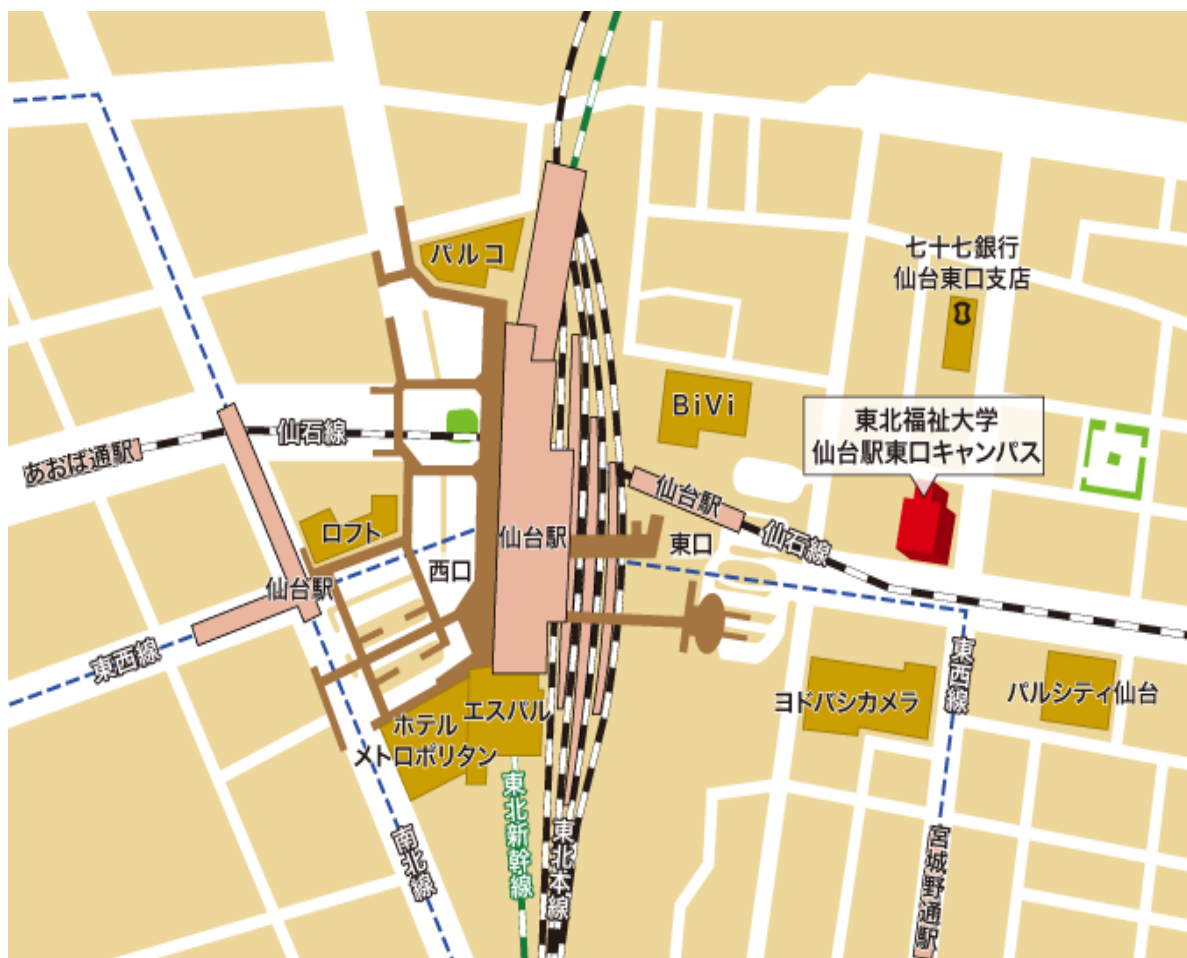 パルコ
七十七銀行
仙台東口支店
BiVi
東北福祉大学
仙台駅東口キャンパス
あおば通駅
仙石線
仙台駅
仙石線
ロフト
仙台駅
東口
西口
仙台駅
東西線
東西線
ヨドバシカメラ
パルシティ仙台
エスパル
ホテル
メトロポリタン
東北新幹線
東北本線
南北線
宮城野通駅